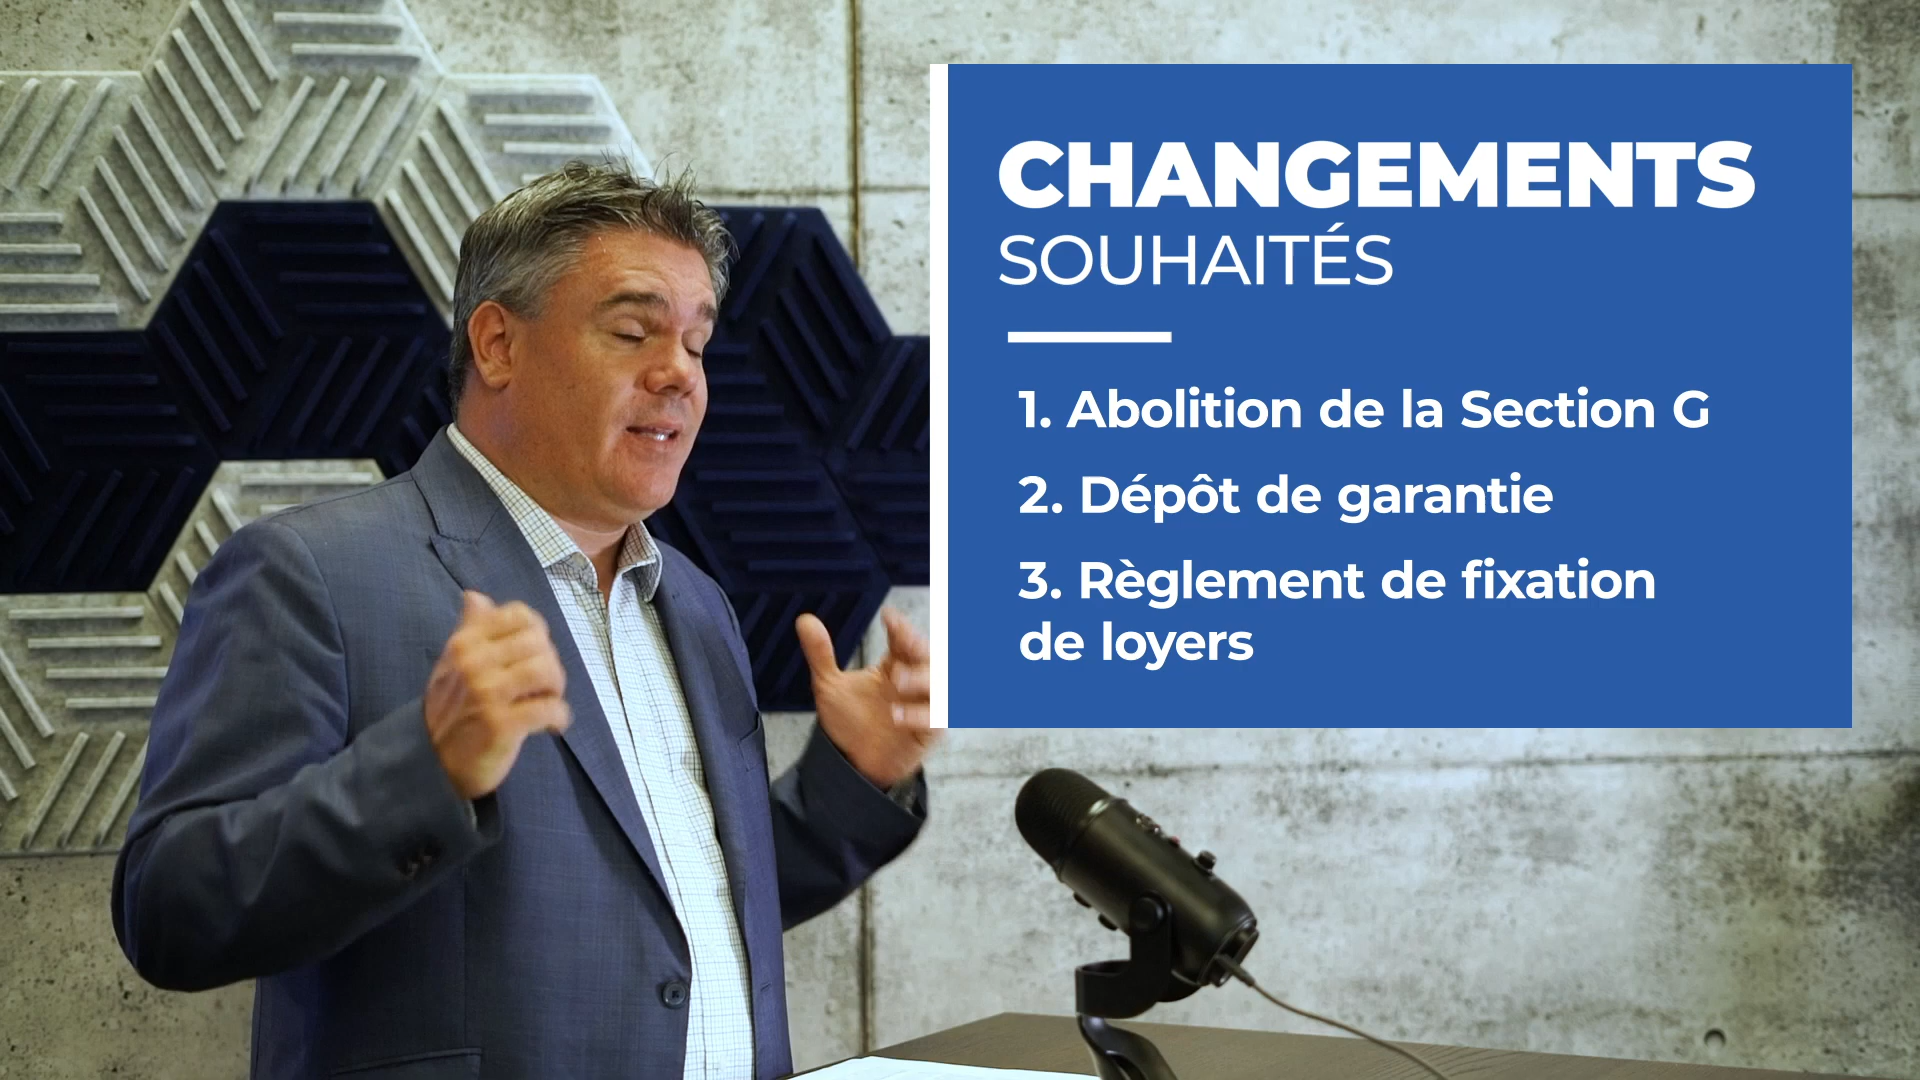 CHANGEMENTS
SOUHAITÉS
1. Abolition de la Section G
2. Dépôt de garantie
3. Règlement de fixation
de loyers